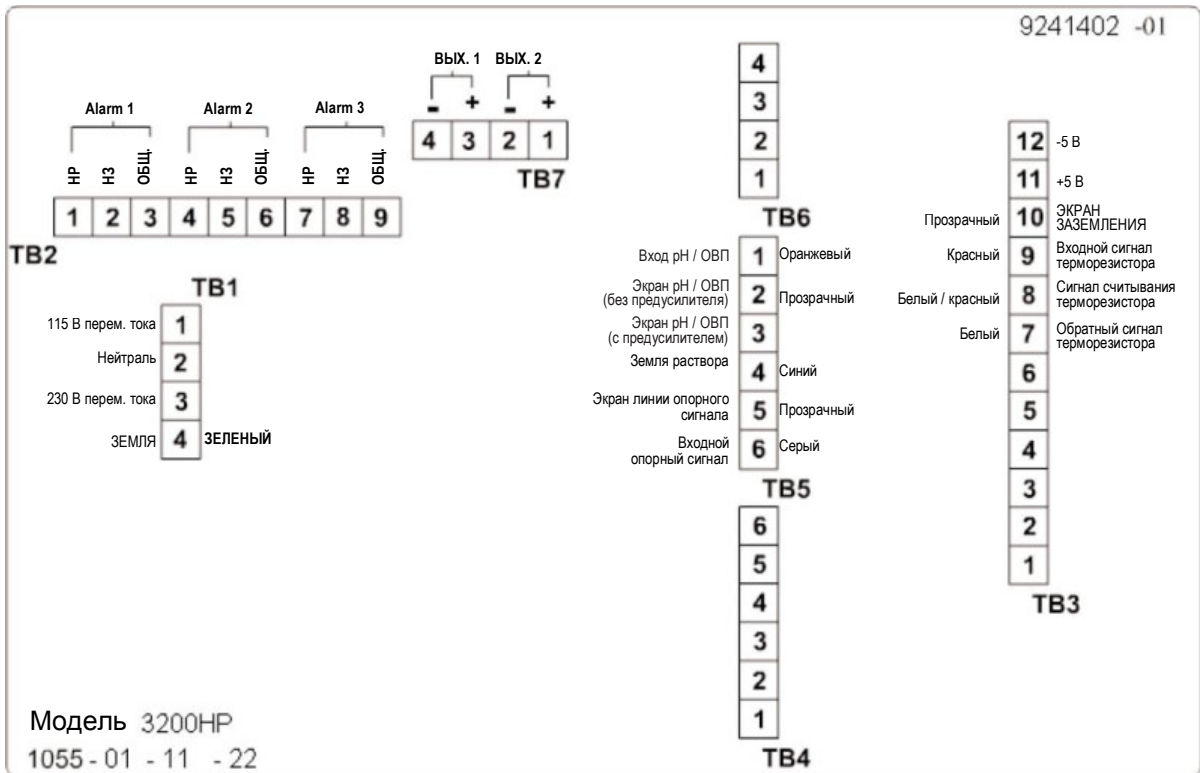 9241402 -01
ВЫХ. 1 ВЫХ. 2
- + - +
4 3 2 1
TB7
Alarm 1 Alarm 2 Alarm 3
НР НЗ ОБЩ. НР НЗ ОБЩ. НР НЗ ОБЩ.
1 2 3 4 5 6 7 8 9
TB2
TB1
115 В перем. тока 1
Нейтраль 2
230 В перем. тока 3
ЗЕМЛЯ 4 ЗЕЛЕНЫЙ
4
3
2
1
TB6
Вход pH / ОВП 1 Оранжевый
Экран pH / ОВП
(без предусилителя) 2 Прозрачный
Экран pH / ОВП
(с предусилителем) 3
Земля раствора 4 Синий
Экран линии опорного
сигнала 5 Прозрачный
Входной
опорный сигнал 6 Серый
TB5
6
5
4
3
2
1
TB4
12 -5 В
11 +5 В
Прозрачный 10 ЭКРАН
ЗАЗЕМЛЕНИЯ
Красный 9 Входной сигнал
терморезистора
Белый / красный 8 Сигнал считывания
терморезистора
Белый 7 Обратный сигнал
терморезистора
6
5
4
3
2
1
TB3
Модель 3200HP
1055 - 01 - 11 - 22